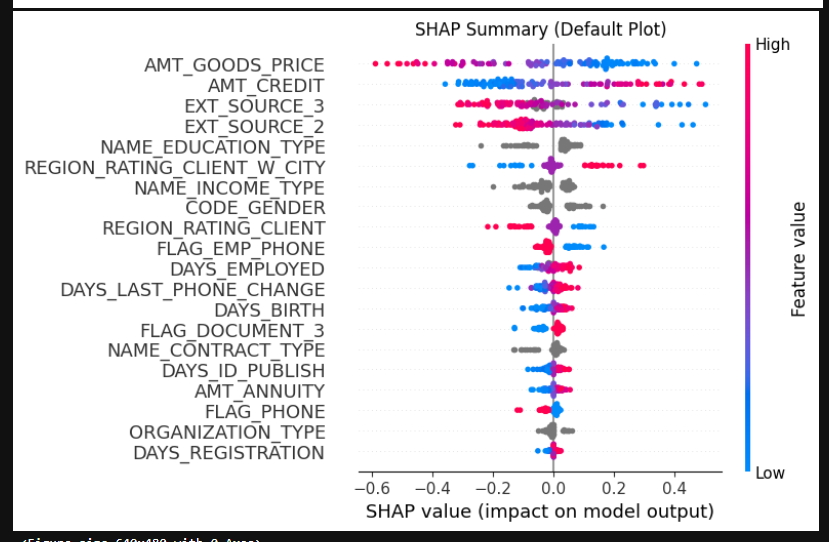 SHAP Summary (Default Plot)
High
AMT_GOODS_PRICE
AMT_CREDIT
EXT_SOURCE_3
EXT_SOURCE_2
NAME_EDUCATION_TYPE
REGION_RATING_CLIENT_W_CITY
NAME_INCOME_TYPE
CODE_GENDER
REGION_RATING_CLIENT
FLAG_EMP_PHONE
DAYS_EMPLOYED
DAYS_LAST_PHONE_CHANGE
DAYS_BIRTH
FLAG_DOCUMENT_3
NAME_CONTRACT_TYPE
DAYS_ID_PUBLISH
AMT_ANNUITY
FLAG_PHONE
ORGANIZATION_TYPE
DAYS_REGISTRATION
Feature value
Low
−0.6 −0.4 −0.2 0.0 0.2 0.4
SHAP value (impact on model output)